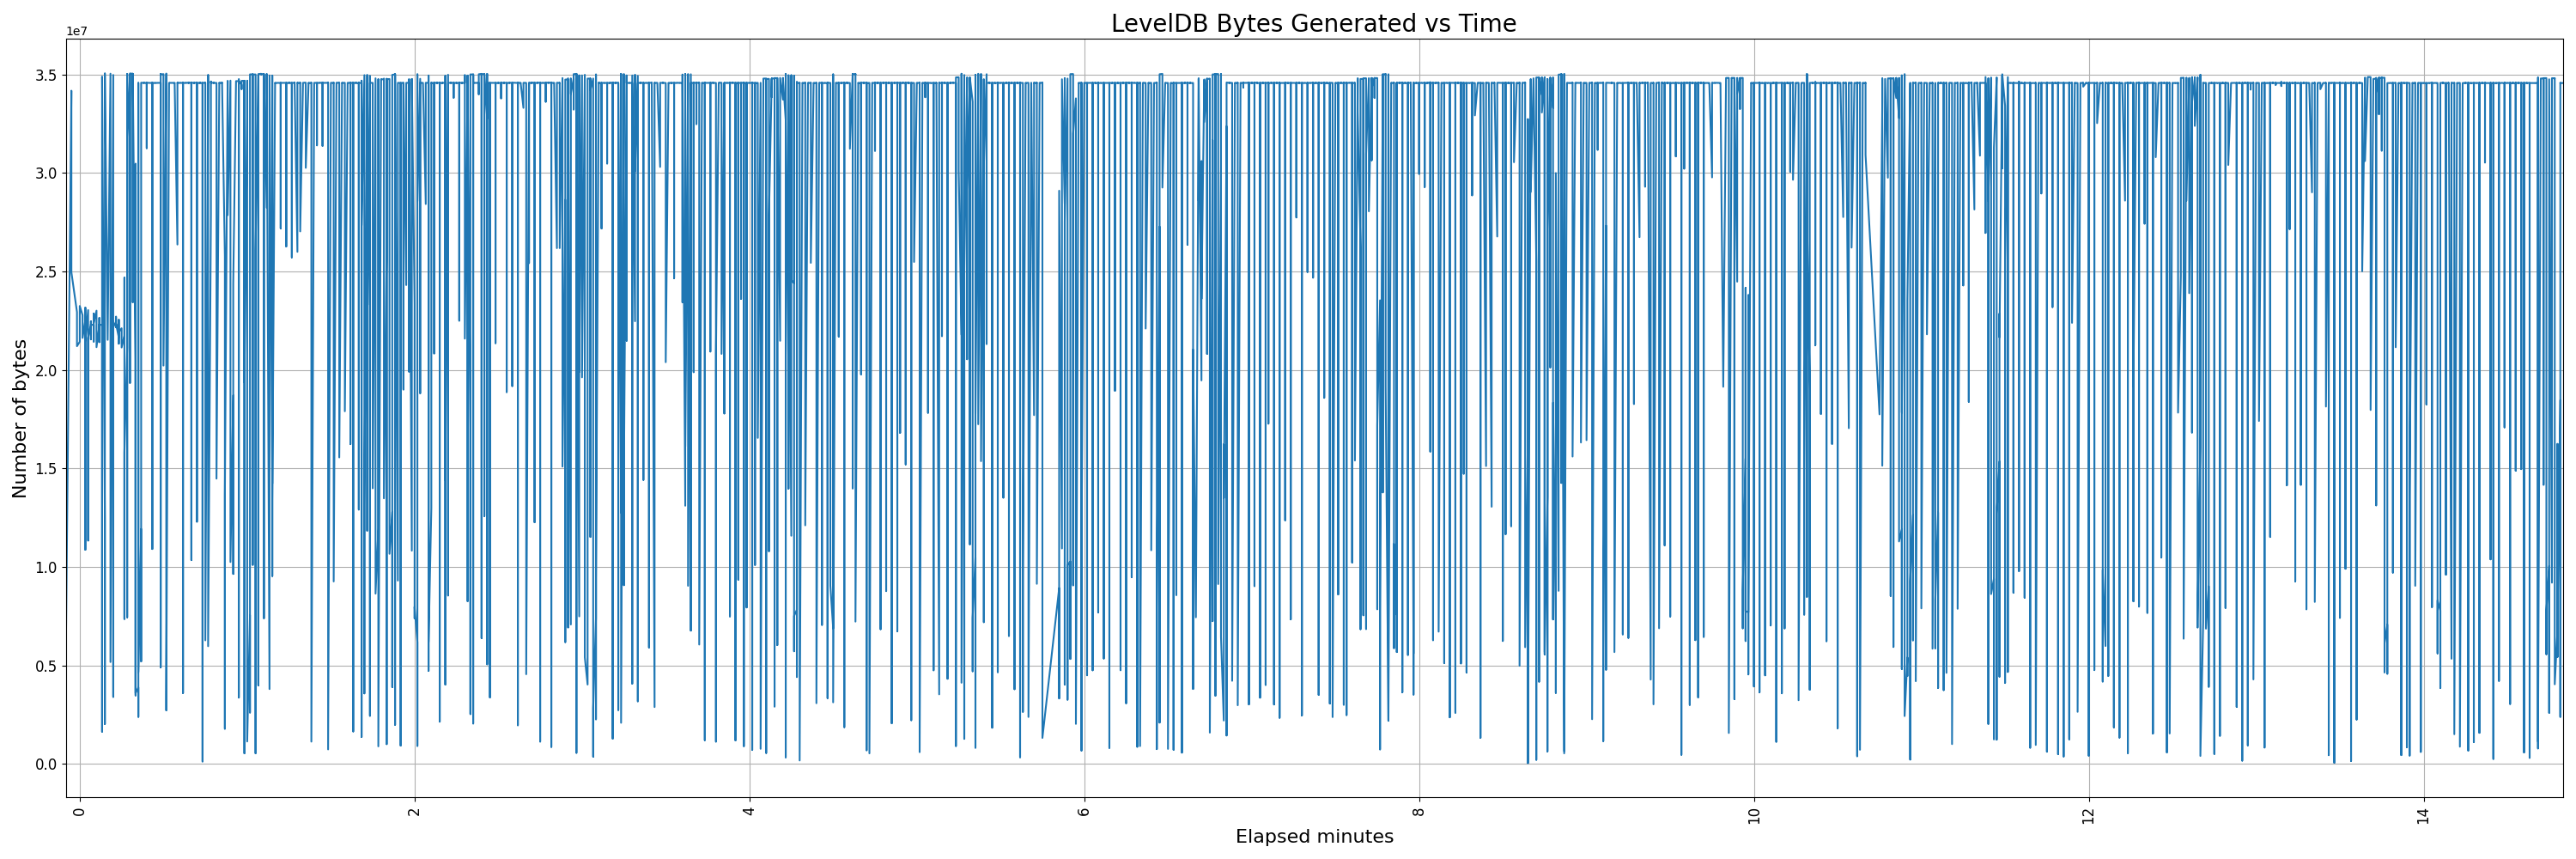 LevelDB Bytes Generated vs Time
1e7
3.5
3.0
2.5
2.0
1.5
1.0
0.5
0.0
Number of bytes
0 2 4 6 8 10 12 14
Elapsed minutes